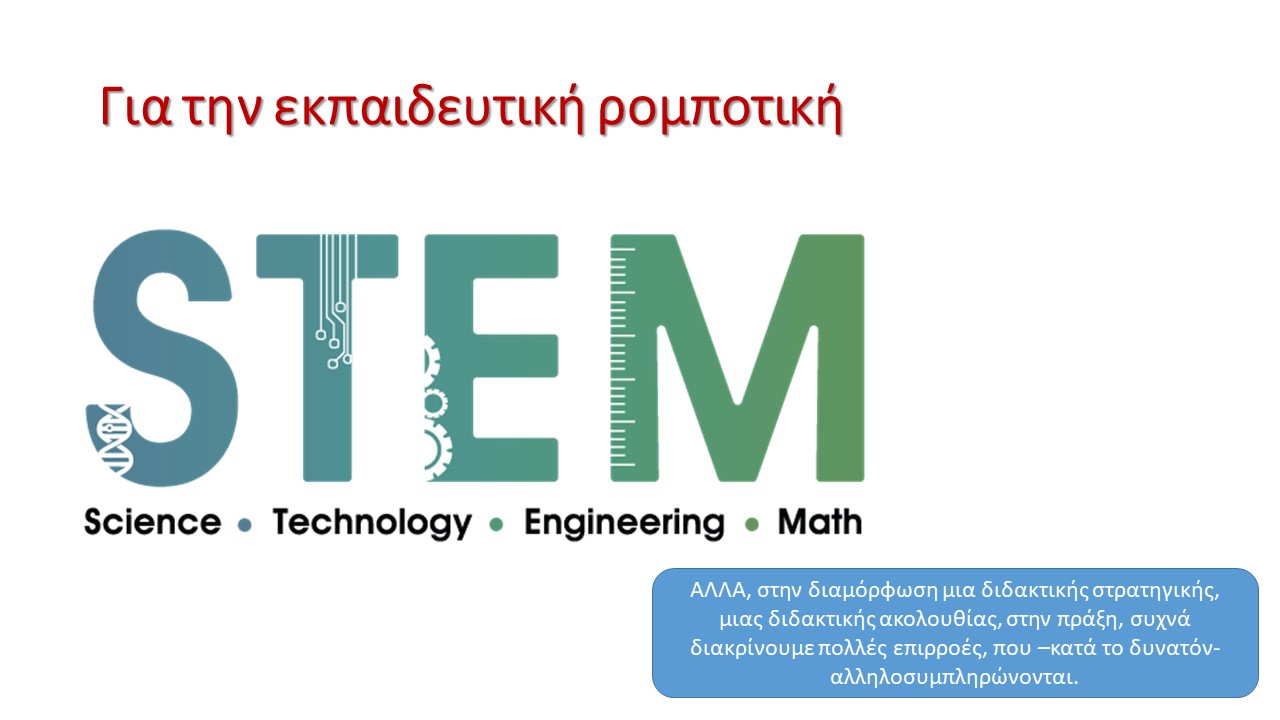 Για την εκπαιδευτική ρομποτική
STEM
Science • Technology • Engineering • Math
ΑΛΛΑ, στην διαμόρφωση μια διδακτικής στρατηγικής,
μιας διδακτικής ακολουθίας, στην πράξη, συχνά
διακρίνουμε πολλές επιρροές, που –κατά το δυνατόν-
αλληλοσυμπληρώνονται.